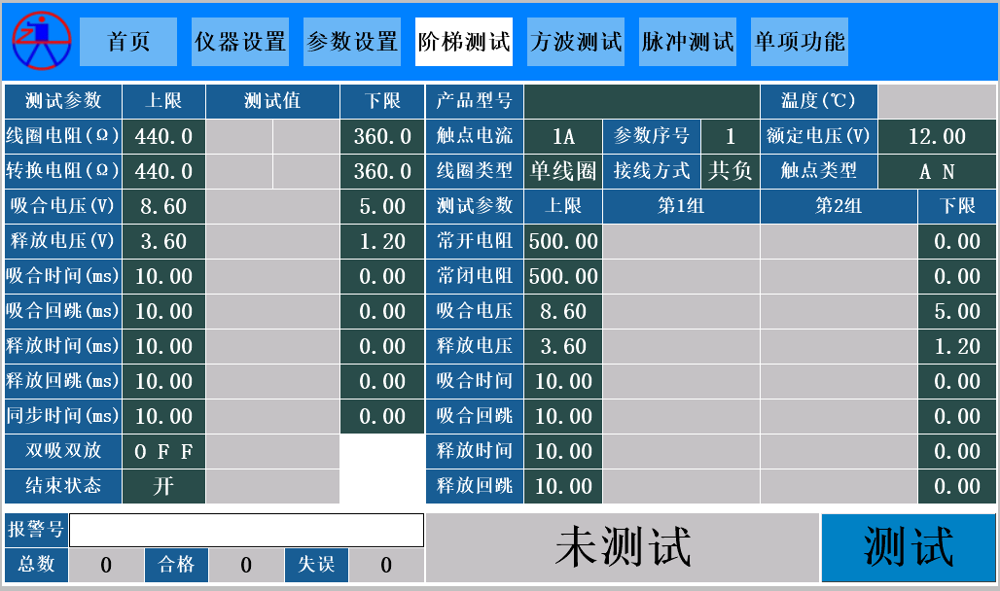 首页 仪器设置 参数设置 阶梯测试 方波测试 脉冲测试 单项功能
测试参数 上限 测试值 下限 产品型号 温度(℃)
线圈电阻(Ω) 440.0 360.0 触点电流 1A 参数序号 1 额定电压(V) 12.00
转换电阻(Ω) 440.0 360.0 线圈类型 单线圈 接线方式 共负 触点类型 A N
吸合电压(V) 8.60 5.00 测试参数 上限 第1组 第2组 下限
释放电压(V) 3.60 1.20 常开电阻 500.00 0.00
吸合时间(ms) 10.00 0.00 常闭电阻 500.00 0.00
吸合回跳(ms) 10.00 0.00 吸合电压 8.60 5.00
释放时间(ms) 10.00 0.00 释放电压 3.60 1.20
释放回跳(ms) 10.00 0.00 吸合时间 10.00 0.00
同步时间(ms) 10.00 0.00 吸合回跳 10.00 0.00
双吸双放 O F F 释放时间 10.00 0.00
结束状态 开 释放回跳 10.00 0.00
报警号 未测试 测试
总数 0 合格 0 失误 0